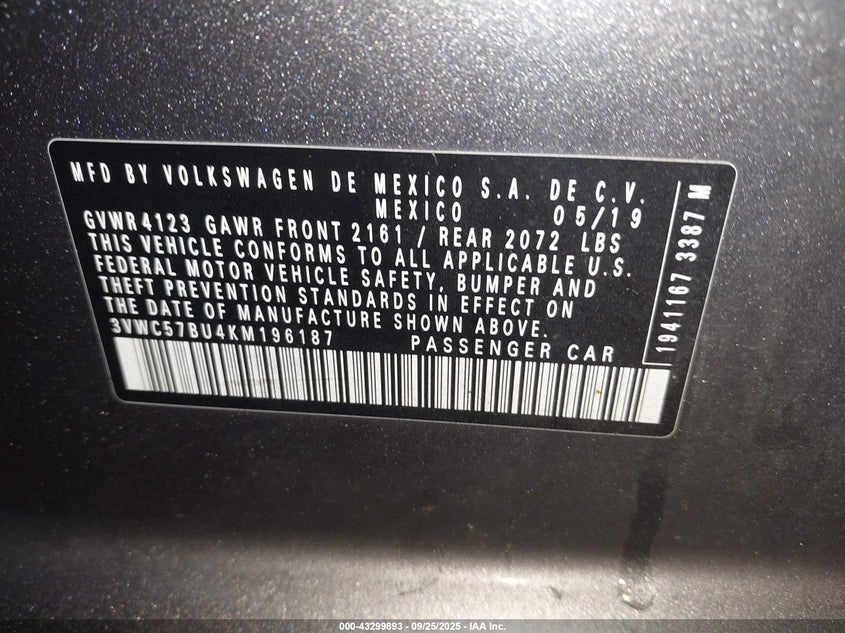 MFD BY VOLKSWAGEN DE MEXICO S.A. DE C.V.
MEXICO 05/19
GVWR 4123 GAWR FRONT 2161 / REAR 2072 LBS
THIS VEHICLE CONFORMS TO ALL APPLICABLE U.S.
FEDERAL MOTOR VEHICLE SAFETY, BUMPER AND
THEFT PREVENTION STANDARDS IN EFFECT ON
THE DATE OF MANUFACTURE SHOWN ABOVE.
3VWC57BU4KM196187 PASSENGER CAR
1941167 3387 M
000-43299893 - 09/25/2025 - IAA Inc.